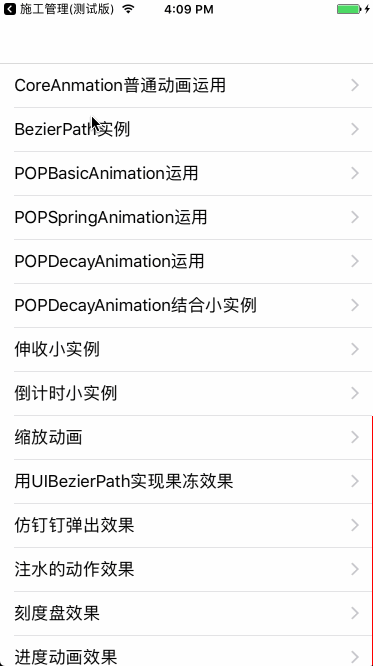 施工管理(测试版) 4:09 PM
CoreAnmation普通动画运用
BezierPath实例
POPBasicAnimation运用
POPSpringAnimation运用
POPDecayAnimation运用
POPDecayAnimation结合小实例
伸收小实例
倒计时小实例
缩放动画
用UIBezierPath实现果冻效果
仿钉钉弹出效果
注水的动作效果
刻度盘效果
进度动画效果